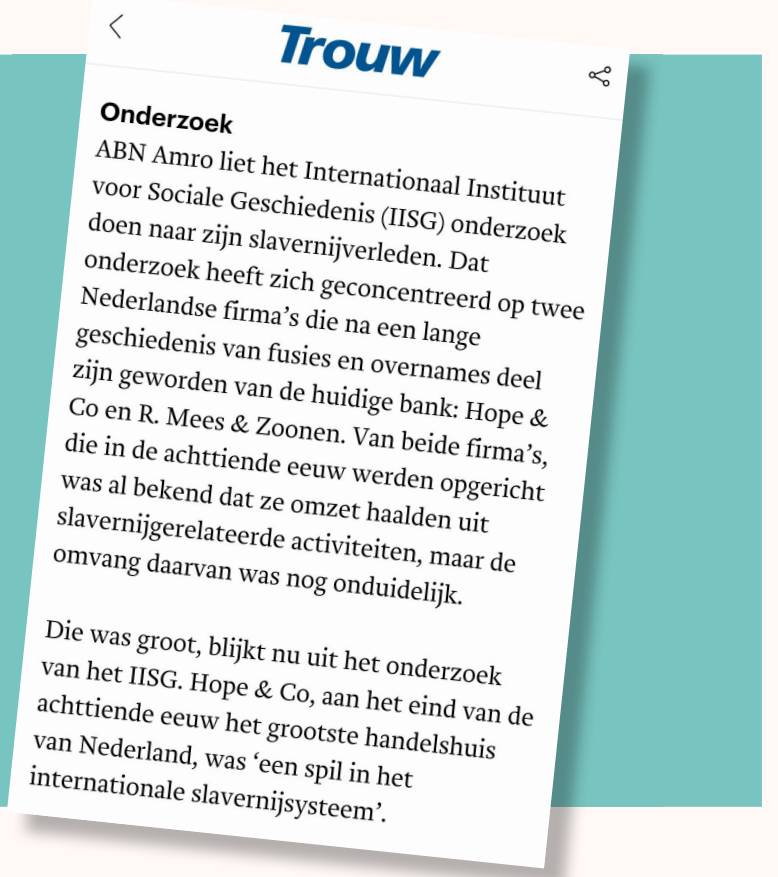 Trouw
Onderzoek
ABN Amro liet het Internationaal Instituut
voor Sociale Geschiedenis (IISG) onderzoek
doen naar zijn slavernijverleden. Dat
onderzoek heeft zich geconcentreerd op twee
Nederlandse firma’s die na een lange
geschiedenis van fusies en overnames deel
zijn geworden van de huidige bank: Hope &
Co en R. Mees & Zoonen. Van beide firma’s,
die in de achttiende eeuw werden opgericht
was al bekend dat ze omzet haalden uit
slavernijgerelateerde activiteiten, maar de
omvang daarvan was nog onduidelijk.
Die was groot, blijkt nu uit het onderzoek
van het IISG. Hope & Co, aan het eind van de
achttiende eeuw het grootste handelshuis
van Nederland, was ‘een spil in het
internationale slavernijsysteem’.